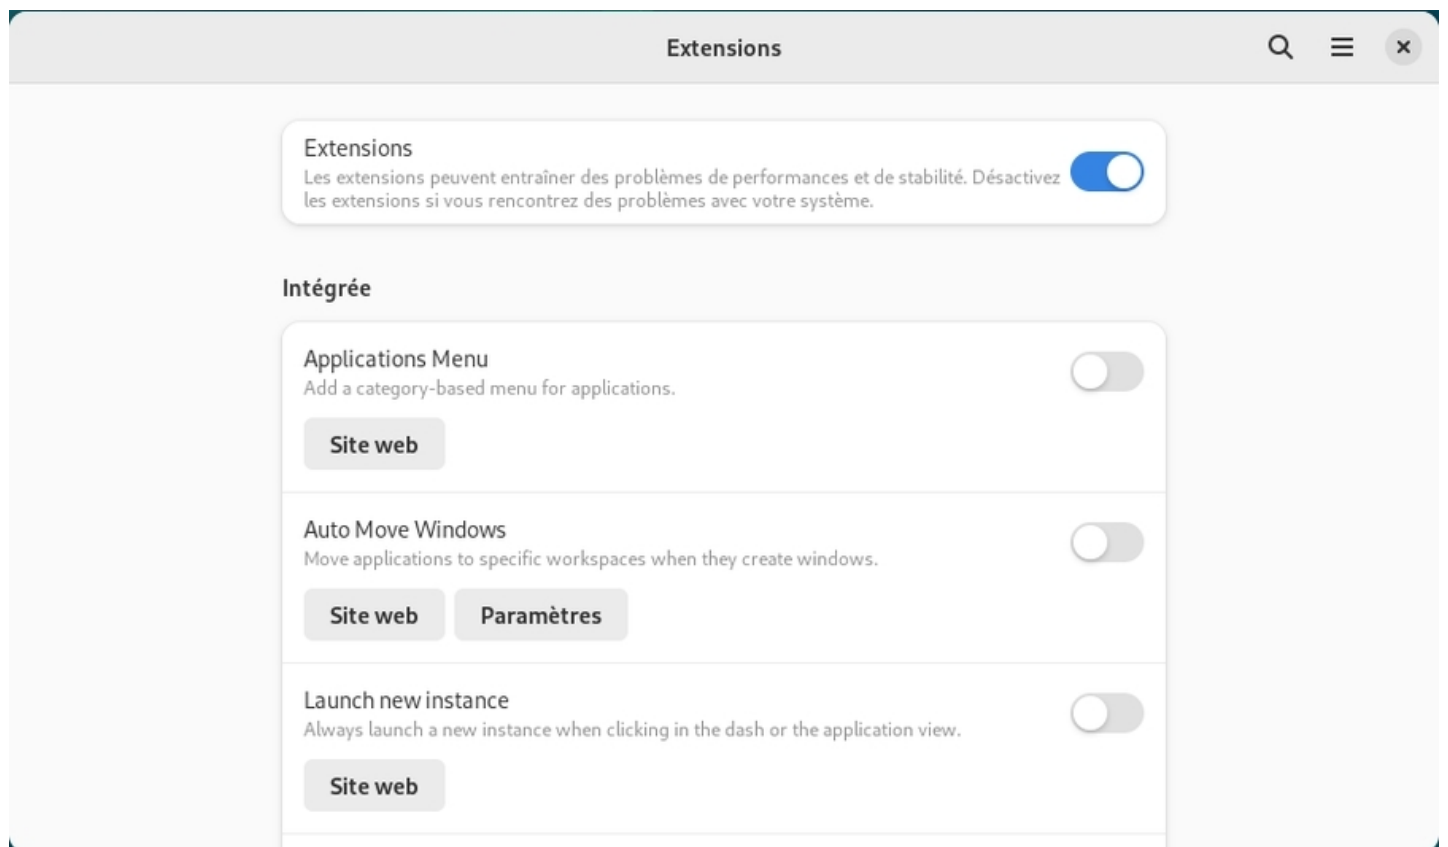 Extensions
Extensions
Les extensions peuvent entraîner des problèmes de performances et de stabilité. Désactivez
les extensions si vous rencontrez des problèmes avec votre système.
Intégrée
Applications Menu
Add a category-based menu for applications.
Site web
Auto Move Windows
Move applications to specific workspaces when they create windows.
Site web Paramètres
Launch new instance
Always launch a new instance when clicking in the dash or the application view.
Site web